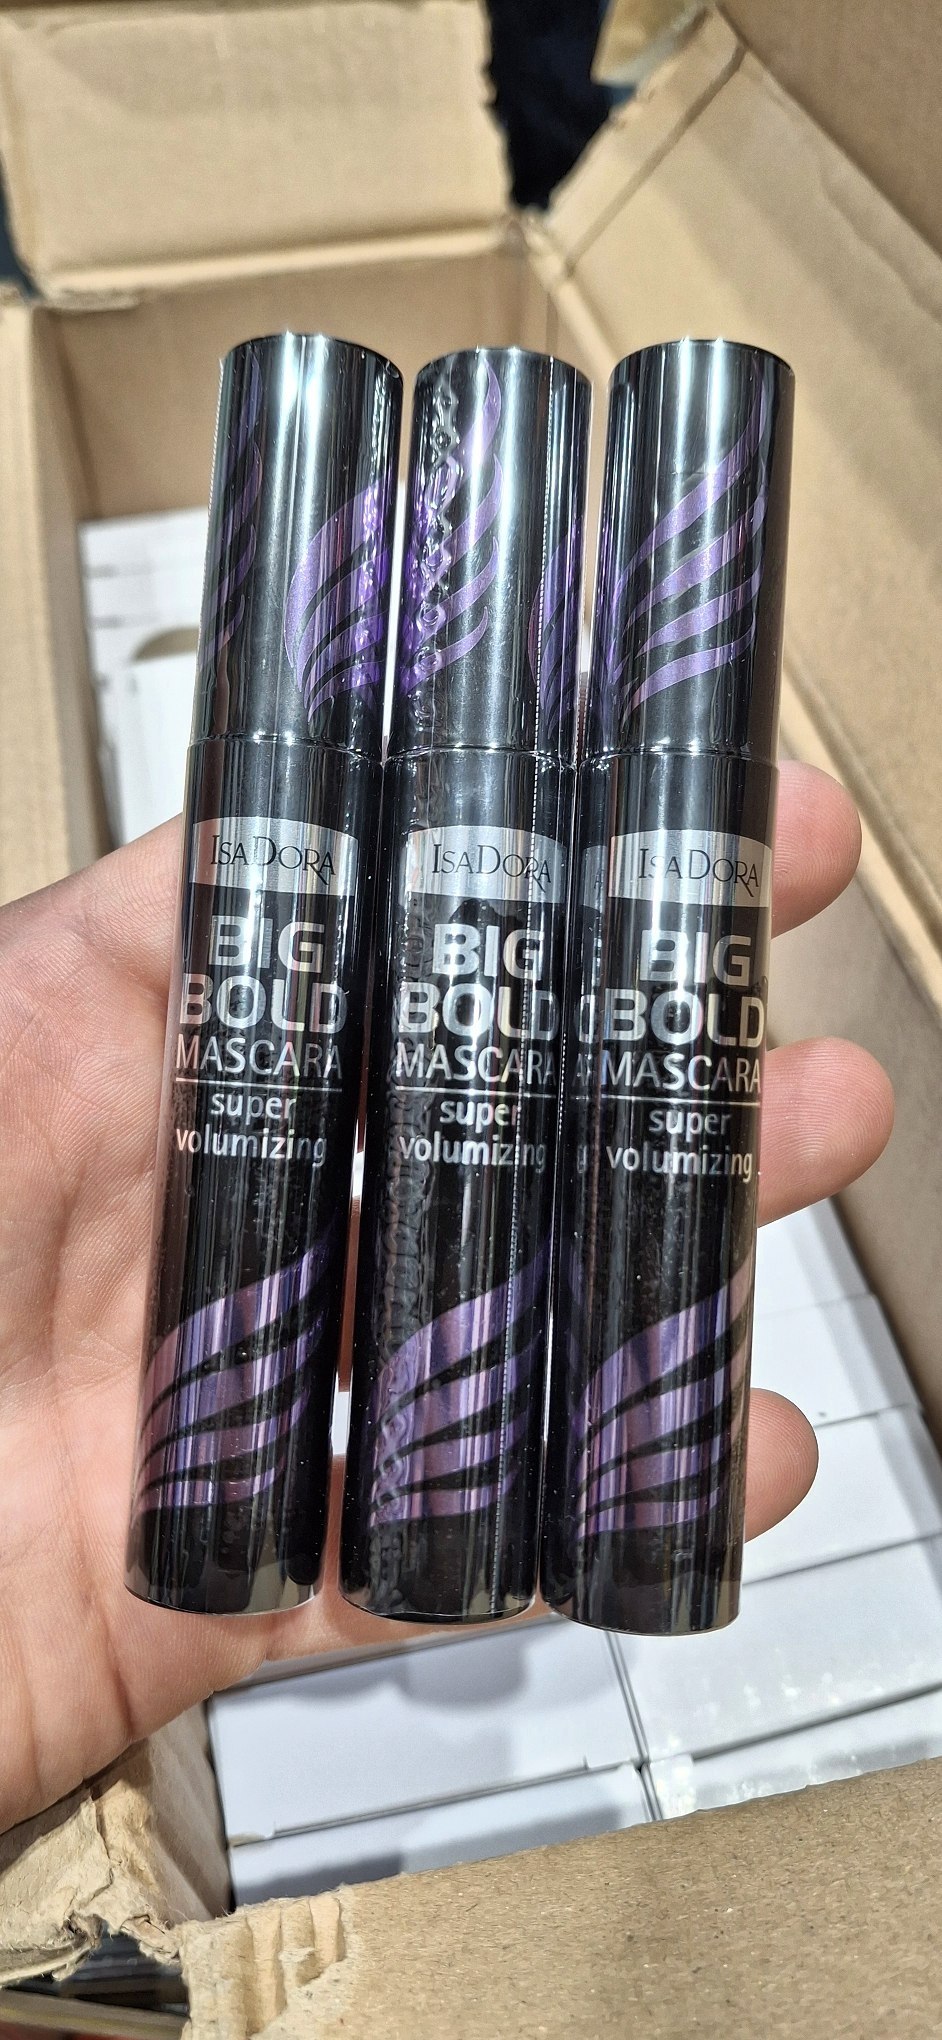 IsaDora
BIG
BOLD
MASCARA
super
volumizing
IsaDora
BIG
BOLD
MASCARA
super
volumizing
IsaDora
BIG
BOLD
MASCARA
super
volumizing